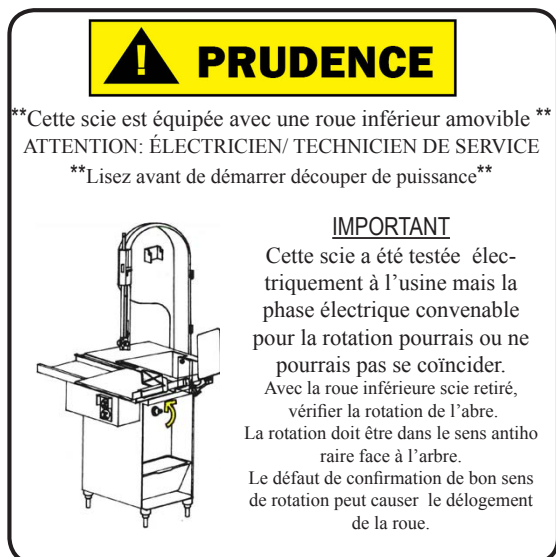 PRUDENCE
**Cette scie est équipée avec une roue inférieur amovible **
ATTENTION: ÉLECTRICIEN/ TECHNICIEN DE SERVICE
**Lisez avant de démarrer découper de puissance**
IMPORTANT
Cette scie a été testée élec-
triquement à l'usine mais la
phase électrique convenable
pour la rotation pourrais ou ne
pourrais pas se coïncider.
Avec la roue inférieure scie retiré,
vérifier la rotation de l'abre.
La rotation doit être dans le sens antiho
raire face à l'arbre.
Le défaut de confirmation de bon sens
de rotation peut causer le délogement
de la roue.